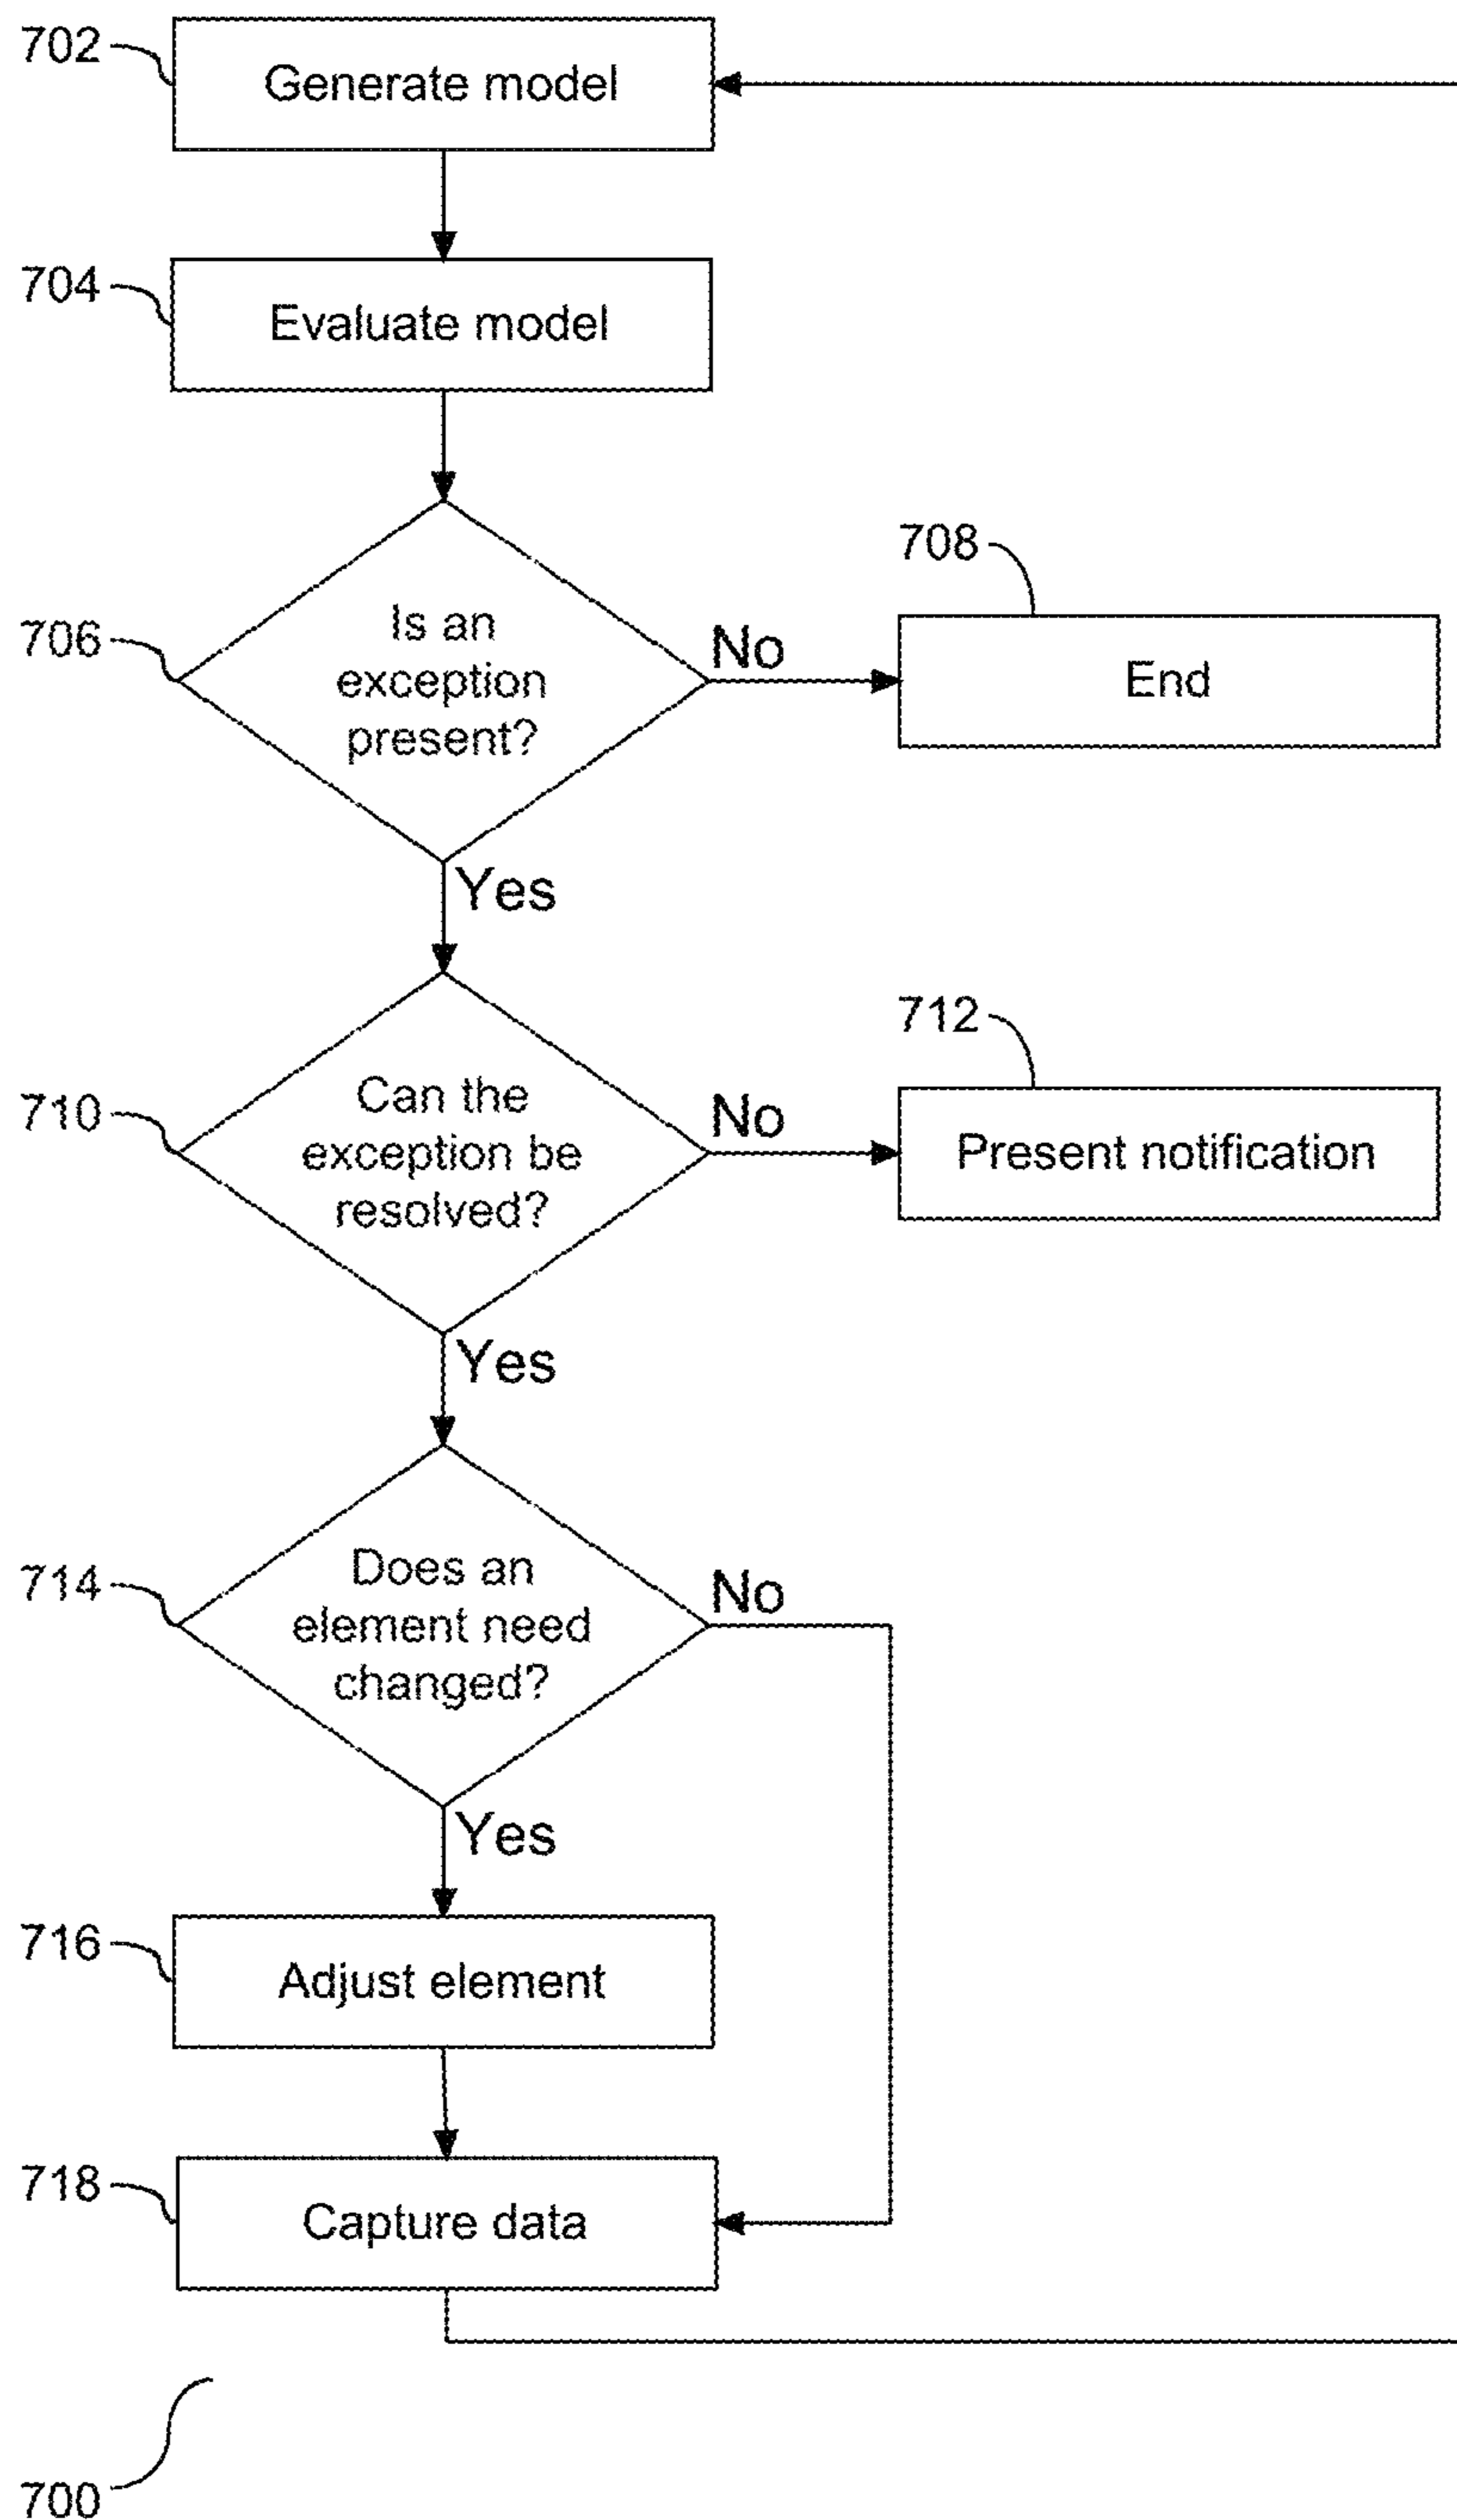 702
Generate model
704
Evaluate model
706
Is an
exception
present?
No
708
End
Yes
710
Can the
exception be
resolved?
No
712
Present notification
Yes
714
Does an
element need
changed?
No
Yes
716
Adjust element
718
Capture data
700